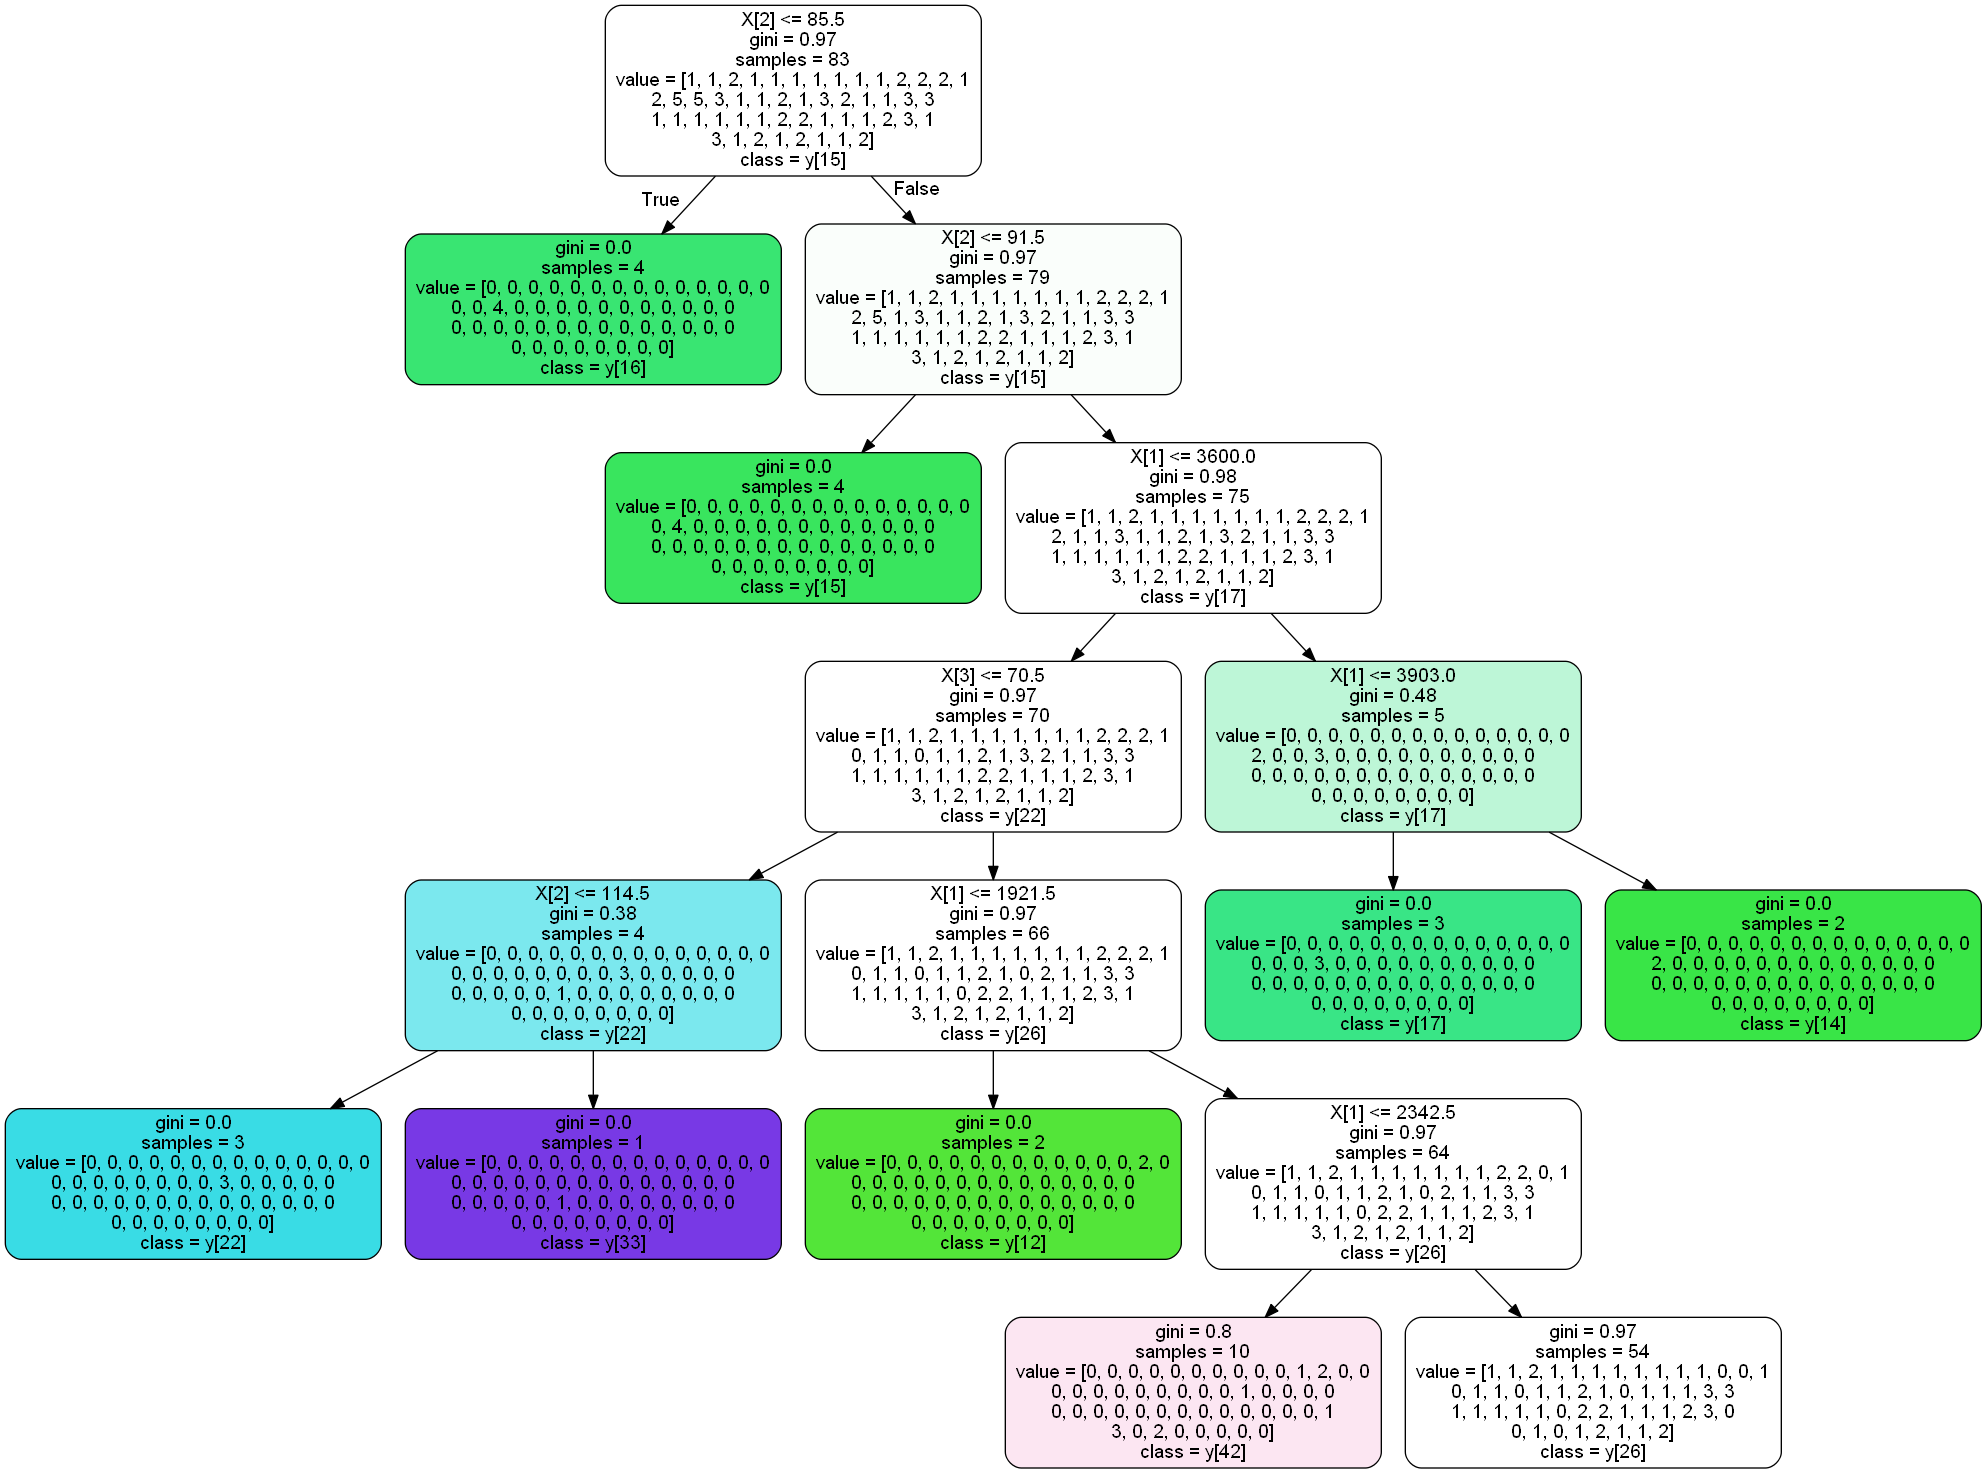 X[2] <= 85.5
gini = 0.97
samples = 83
value = [1, 1, 2, 1, 1, 1, 1, 1, 1, 1, 2, 2, 2, 1
2, 5, 5, 3, 1, 1, 2, 1, 3, 2, 1, 1, 3, 3
1, 1, 1, 1, 1, 1, 2, 2, 1, 1, 1, 2, 3, 1
3, 1, 2, 1, 2, 1, 1, 2]
class = y[15]
True
False
gini = 0.0
samples = 4
value = [0, 0, 0, 0, 0, 0, 0, 0, 0, 0, 0, 0, 0, 0
0, 0, 4, 0, 0, 0, 0, 0, 0, 0, 0, 0, 0, 0
0, 0, 0, 0, 0, 0, 0, 0, 0, 0, 0, 0, 0, 0
0, 0, 0, 0, 0, 0, 0, 0]
class = y[16]
X[2] <= 91.5
gini = 0.97
samples = 79
value = [1, 1, 2, 1, 1, 1, 1, 1, 1, 1, 2, 2, 2, 1
2, 5, 1, 3, 1, 1, 2, 1, 3, 2, 1, 1, 3, 3
1, 1, 1, 1, 1, 1, 2, 2, 1, 1, 1, 2, 3, 1
3, 1, 2, 1, 2, 1, 1, 2]
class = y[15]
gini = 0.0
samples = 4
value = [0, 0, 0, 0, 0, 0, 0, 0, 0, 0, 0, 0, 0, 0
0, 4, 0, 0, 0, 0, 0, 0, 0, 0, 0, 0, 0, 0
0, 0, 0, 0, 0, 0, 0, 0, 0, 0, 0, 0, 0, 0
0, 0, 0, 0, 0, 0, 0, 0]
class = y[15]
X[1] <= 3600.0
gini = 0.98
samples = 75
value = [1, 1, 2, 1, 1, 1, 1, 1, 1, 1, 2, 2, 2, 1
2, 1, 1, 3, 1, 1, 2, 1, 3, 2, 1, 1, 3, 3
1, 1, 1, 1, 1, 1, 2, 2, 1, 1, 1, 2, 3, 1
3, 1, 2, 1, 2, 1, 1, 2]
class = y[17]
X[3] <= 70.5
gini = 0.97
samples = 70
value = [1, 1, 2, 1, 1, 1, 1, 1, 1, 1, 2, 2, 2, 1
0, 1, 1, 0, 1, 1, 2, 1, 3, 2, 1, 1, 3, 3
1, 1, 1, 1, 1, 1, 2, 2, 1, 1, 1, 2, 3, 1
3, 1, 2, 1, 2, 1, 1, 2]
class = y[22]
X[1] <= 3903.0
gini = 0.48
samples = 5
value = [0, 0, 0, 0, 0, 0, 0, 0, 0, 0, 0, 0, 0, 0
2, 0, 0, 3, 0, 0, 0, 0, 0, 0, 0, 0, 0, 0
0, 0, 0, 0, 0, 0, 0, 0, 0, 0, 0, 0, 0, 0
0, 0, 0, 0, 0, 0, 0, 0]
class = y[17]
X[2] <= 114.5
gini = 0.38
samples = 4
value = [0, 0, 0, 0, 0, 0, 0, 0, 0, 0, 0, 0, 0, 0
0, 0, 0, 0, 0, 0, 0, 0, 3, 0, 0, 0, 0, 0
0, 0, 0, 0, 0, 1, 0, 0, 0, 0, 0, 0, 0, 0
0, 0, 0, 0, 0, 0, 0, 0]
class = y[22]
X[1] <= 1921.5
gini = 0.97
samples = 66
value = [1, 1, 2, 1, 1, 1, 1, 1, 1, 1, 2, 2, 2, 1
0, 1, 1, 0, 1, 1, 2, 1, 0, 2, 1, 1, 3, 3
1, 1, 1, 1, 1, 0, 2, 2, 1, 1, 1, 2, 3, 1
3, 1, 2, 1, 2, 1, 1, 2]
class = y[26]
gini = 0.0
samples = 3
value = [0, 0, 0, 0, 0, 0, 0, 0, 0, 0, 0, 0, 0, 0
0, 0, 0, 3, 0, 0, 0, 0, 0, 0, 0, 0, 0, 0
0, 0, 0, 0, 0, 0, 0, 0, 0, 0, 0, 0, 0, 0
0, 0, 0, 0, 0, 0, 0, 0]
class = y[17]
gini = 0.0
samples = 2
value = [0, 0, 0, 0, 0, 0, 0, 0, 0, 0, 0, 0, 0, 0
2, 0, 0, 0, 0, 0, 0, 0, 0, 0, 0, 0, 0, 0
0, 0, 0, 0, 0, 0, 0, 0, 0, 0, 0, 0, 0, 0
0, 0, 0, 0, 0, 0, 0, 0]
class = y[14]
gini = 0.0
samples = 3
value = [0, 0, 0, 0, 0, 0, 0, 0, 0, 0, 0, 0, 0, 0
0, 0, 0, 0, 0, 0, 0, 0, 3, 0, 0, 0, 0, 0
0, 0, 0, 0, 0, 0, 0, 0, 0, 0, 0, 0, 0, 0
0, 0, 0, 0, 0, 0, 0, 0]
class = y[22]
gini = 0.0
samples = 1
value = [0, 0, 0, 0, 0, 0, 0, 0, 0, 0, 0, 0, 0, 0
0, 0, 0, 0, 0, 0, 0, 0, 0, 0, 0, 0, 0, 0
0, 0, 0, 0, 0, 1, 0, 0, 0, 0, 0, 0, 0, 0
0, 0, 0, 0, 0, 0, 0, 0]
class = y[33]
gini = 0.0
samples = 2
value = [0, 0, 0, 0, 0, 0, 0, 0, 0, 0, 0, 0, 2, 0
0, 0, 0, 0, 0, 0, 0, 0, 0, 0, 0, 0, 0, 0
0, 0, 0, 0, 0, 0, 0, 0, 0, 0, 0, 0, 0, 0
0, 0, 0, 0, 0, 0, 0, 0]
class = y[12]
X[1] <= 2342.5
gini = 0.97
samples = 64
value = [1, 1, 2, 1, 1, 1, 1, 1, 1, 1, 2, 2, 0, 1
0, 1, 1, 0, 1, 1, 2, 1, 0, 2, 1, 1, 3, 3
1, 1, 1, 1, 1, 0, 2, 2, 1, 1, 1, 2, 3, 1
3, 1, 2, 1, 2, 1, 1, 2]
class = y[26]
gini = 0.8
samples = 10
value = [0, 0, 0, 0, 0, 0, 0, 0, 0, 0, 1, 2, 0, 0
0, 0, 0, 0, 0, 0, 0, 0, 0, 1, 0, 0, 0, 0
0, 0, 0, 0, 0, 0, 0, 0, 0, 0, 0, 0, 0, 1
3, 0, 2, 0, 0, 0, 0, 0]
class = y[42]
gini = 0.97
samples = 54
value = [1, 1, 2, 1, 1, 1, 1, 1, 1, 1, 1, 0, 0, 1
0, 1, 1, 0, 1, 1, 2, 1, 0, 1, 1, 1, 3, 3
1, 1, 1, 1, 1, 0, 2, 2, 1, 1, 1, 2, 3, 0
0, 1, 0, 1, 2, 1, 1, 2]
class = y[26]